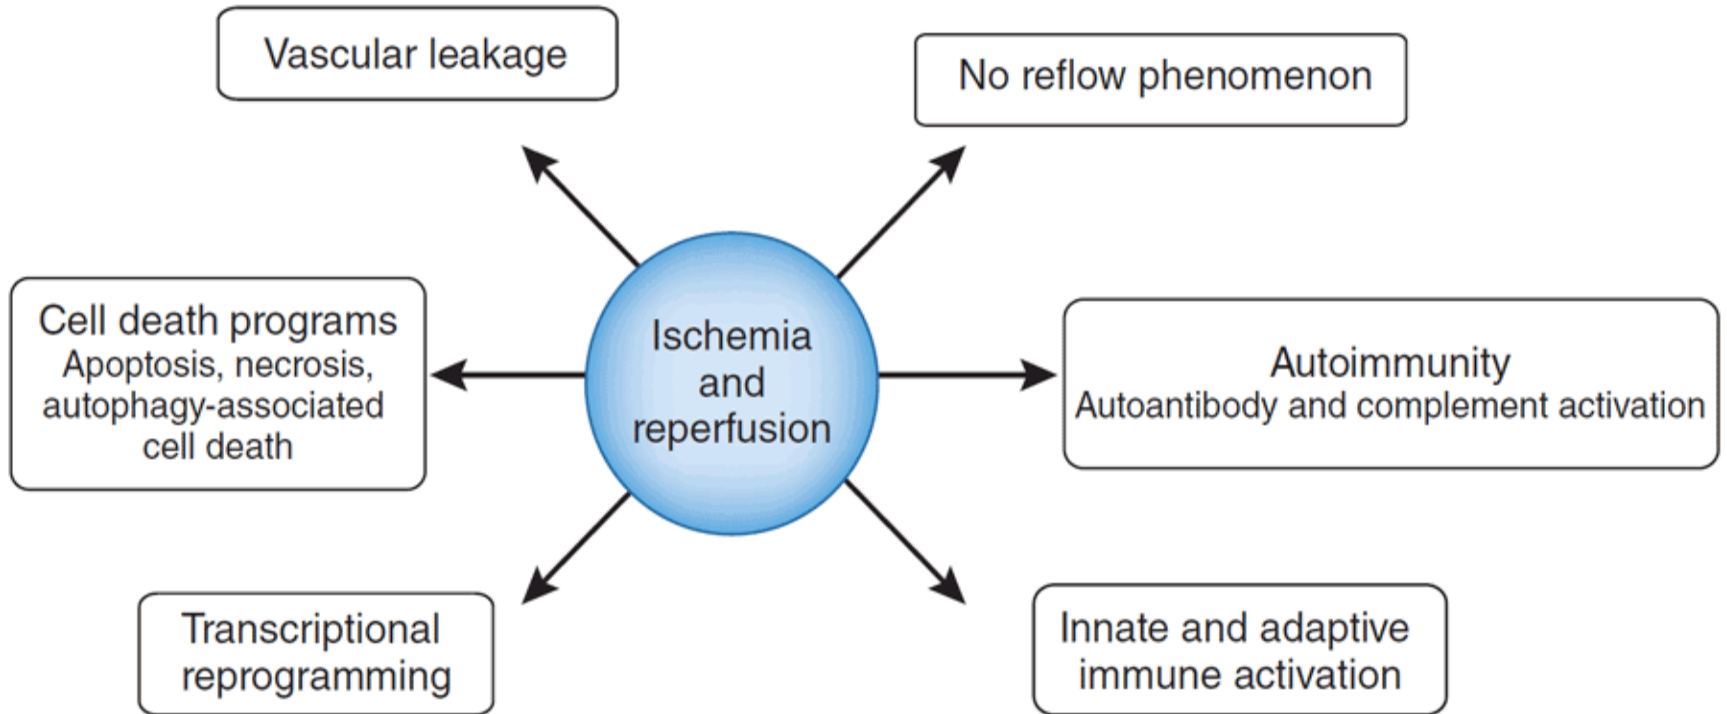 Vascular leakage
No reflow phenomenon
Cell death programs
Apoptosis, necrosis,
autophagy-associated
cell death
Ischemia
and
reperfusion
Autoimmunity
Autoantibody and complement activation
Transcriptional
reprogramming
Innate and adaptive
immune activation